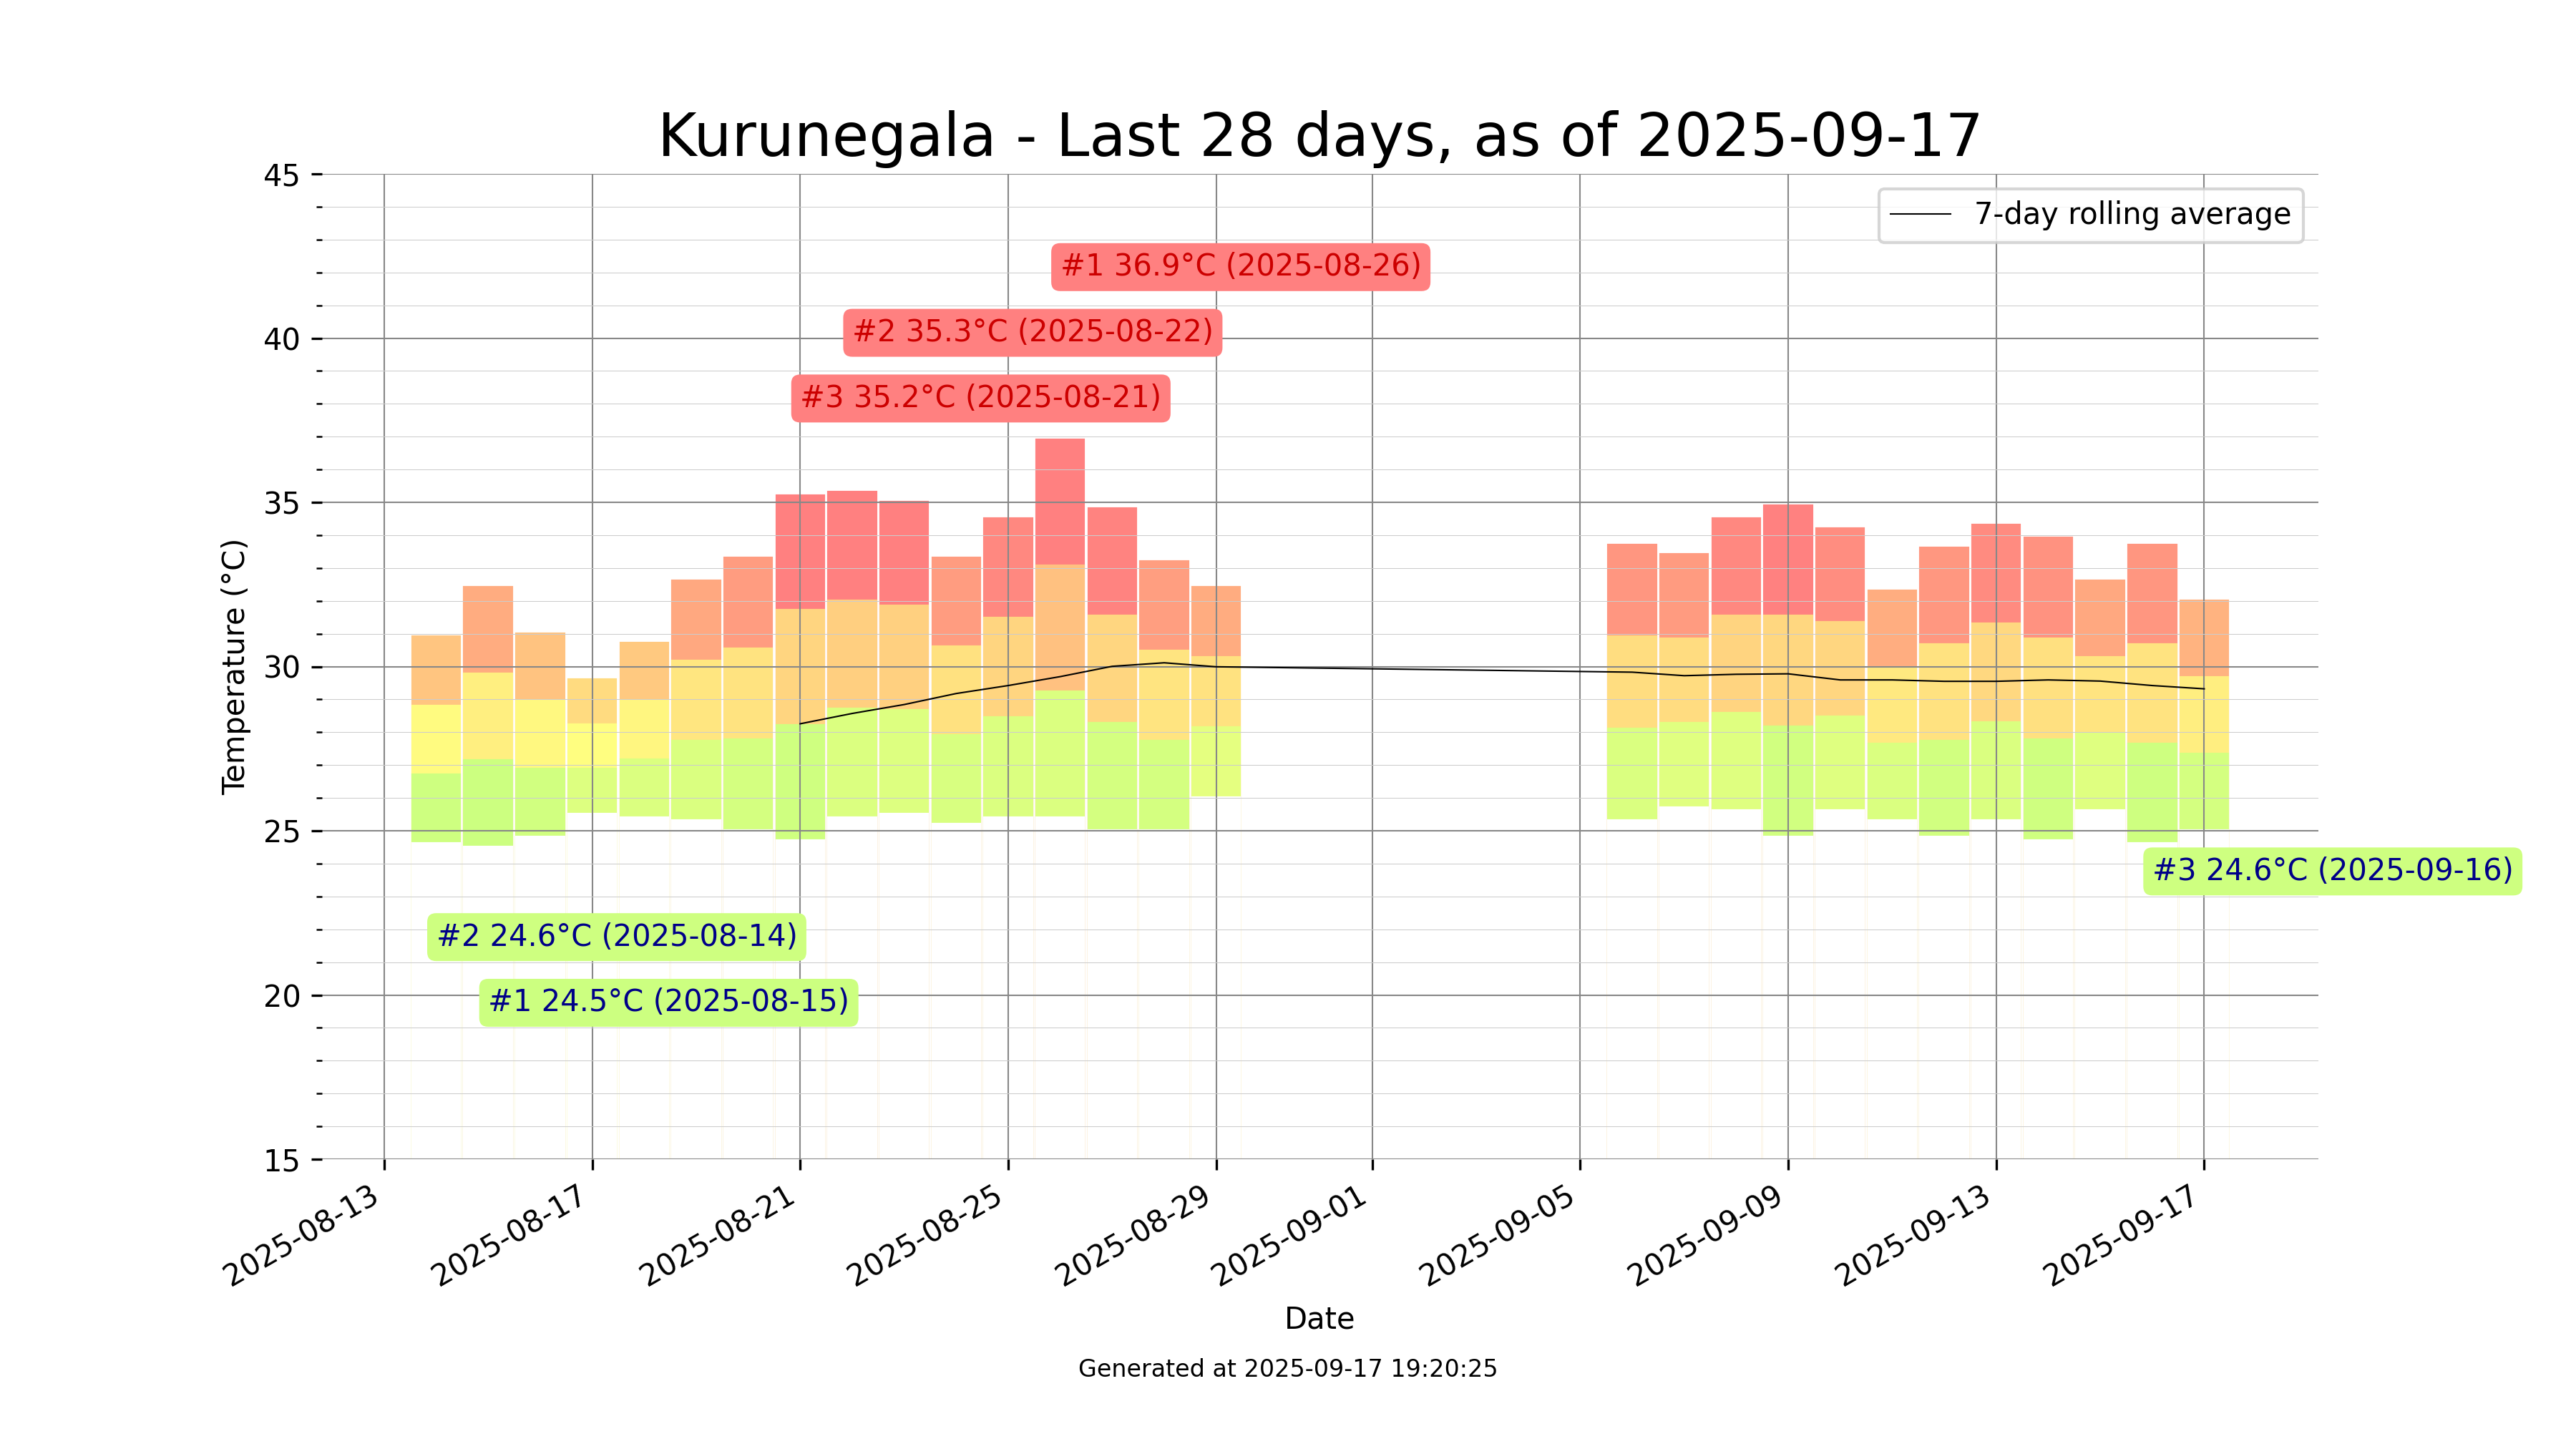 Kurunegala - Last 28 days, as of 2025-09-17
7-day rolling average
#1 36.9°C (2025-08-26)
#2 35.3°C (2025-08-22)
#3 35.2°C (2025-08-21)
#3 24.6°C (2025-09-16)
#2 24.6°C (2025-08-14)
#1 24.5°C (2025-08-15)
Temperature (°C)
45
40
35
30
25
20
15
2025-08-13
2025-08-17
2025-08-21
2025-08-25
2025-08-29
2025-09-01
2025-09-05
2025-09-09
2025-09-13
2025-09-17
Date
Generated at 2025-09-17 19:20:25